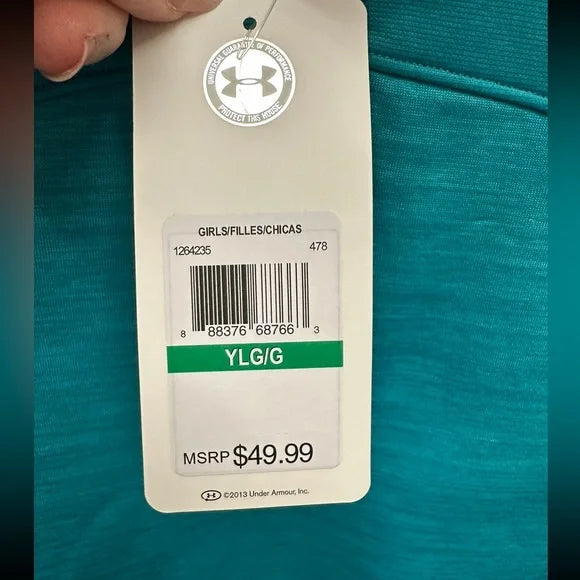 UNIVERSAL GUARANTEE OF PERFORMANCE
PROTECT THIS HOUSE
GIRLS/FILLES/CHICAS
1264235 478
8 88376 68766 3
YLG/G
MSRP $49.99
©2013 Under Armour, Inc.